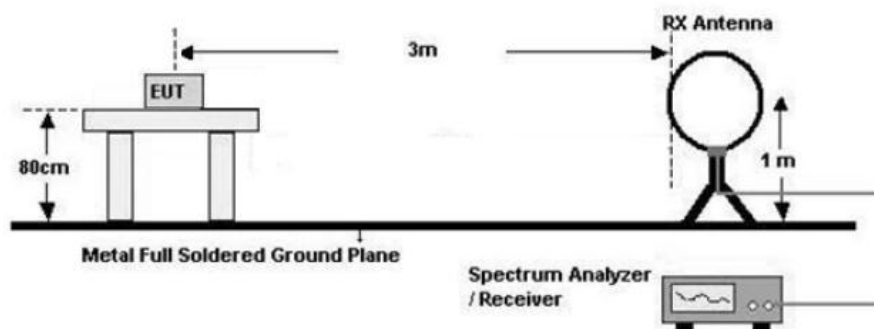 RX Antenna
3m
EUT
80cm
1 m
Metal Full Soldered Ground Plane
Spectrum Analyzer
/ Receiver